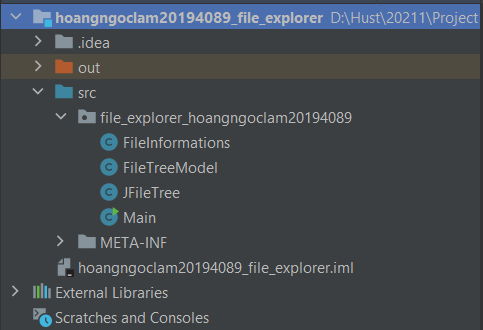 hoangngoclam20194089_file_explorer D:\Hust\20211\Project
.idea
out
src
file_explorer_hoangngoclam20194089
FileInformations
FileTreeModel
JFileTree
Main
META-INF
hoangngoclam20194089_file_explorer.iml
External Libraries
Scratches and Consoles